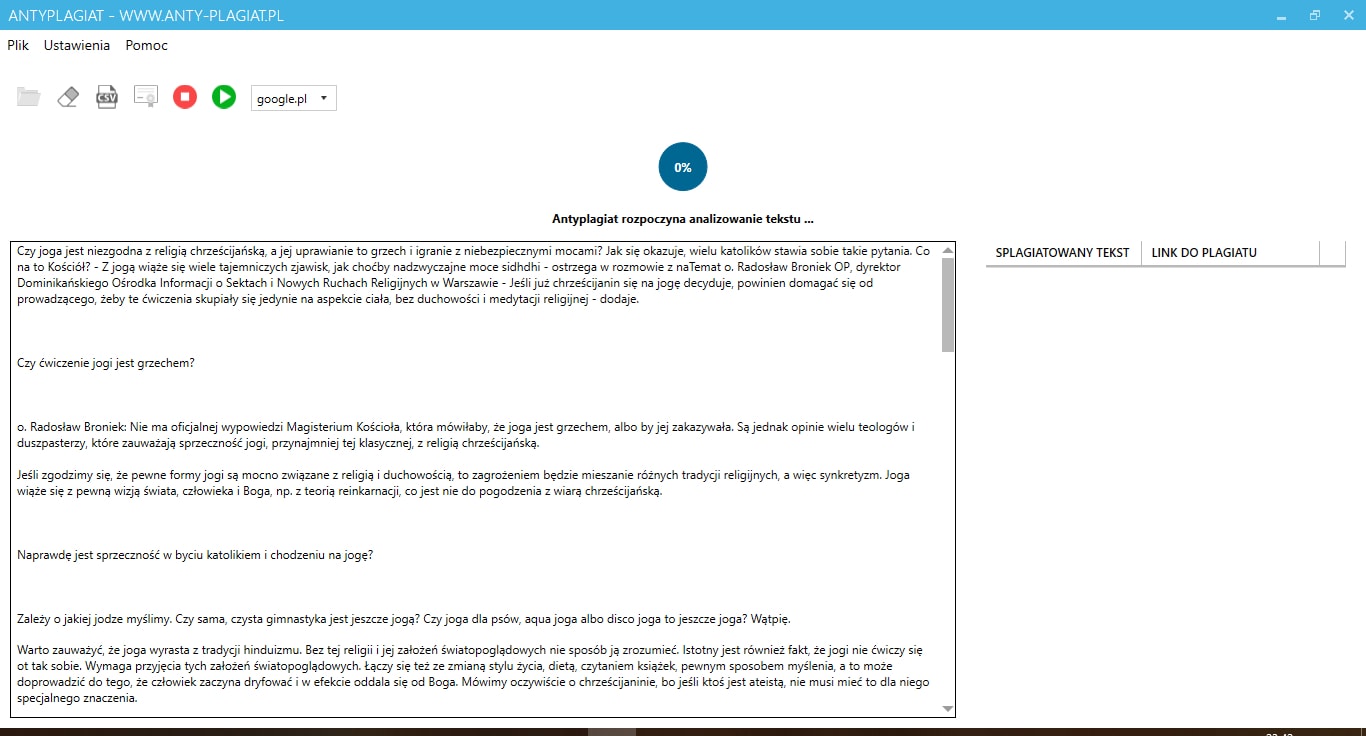 ANTYPLAGIAT - WWW.ANTY-PLAGIAT.PL
Plik Ustawienia Pomoc
CSV
google.pl
0%
Antyplagiat rozpoczyna analizowanie tekstu ...
Czy joga jest niezgodna z religią chrześcijańską, a jej uprawianie to grzech i igranie z niebezpiecznymi mocami? Jak się okazuje, wielu katolików stawia sobie takie pytania. Co
na to Kościół? - Z jogą wiąże się wiele tajemniczych zjawisk, jak choćby nadzwyczajne moce sidhdhi - ostrzega w rozmowie z naTemat o. Radosław Broniek OP, dyrektor
Dominikańskiego Ośrodka Informacji o Sektach i Nowych Ruchach Religijnych w Warszawie - Jeśli już chrześcijanin się na jogę decyduje, powinien domagać się od
prowadzącego, żeby te ćwiczenia skupiały się jedynie na aspekcie ciała, bez duchowości i medytacji religijnej - dodaje.
Czy ćwiczenie jogi jest grzechem?
o. Radosław Broniek: Nie ma oficjalnej wypowiedzi Magisterium Kościoła, która mówiłaby, że joga jest grzechem, albo by jej zakazywała. Są jednak opinie wielu teologów i
duszpasterzy, które zauważają sprzeczność jogi, przynajmniej tej klasycznej, z religią chrześcijańską.
Jeśli zgodzimy się, że pewne formy jogi są mocno związane z religią i duchowością, to zagrożeniem będzie mieszanie różnych tradycji religijnych, a więc synkretyzm. Joga
wiąże się z pewną wizją świata, człowieka i Boga, np. z teorią reinkarnacji, co jest nie do pogodzenia z wiarą chrześcijańską.
Naprawdę jest sprzeczność w byciu katolikiem i chodzeniu na jogę?
Zależy o jakiej jodze myślimy. Czy sama, czysta gimnastyka jest jeszcze jogą? Czy joga dla psów, aqua joga albo disco joga to jeszcze joga? Wątpię.
Warto zauważyć, że joga wyrasta z tradycji hinduizmu. Bez tej religii i jej założeń światopoglądowych nie sposób ją zrozumieć. Istotny jest również fakt, że jogi nie ćwiczy się
ot tak sobie. Wymaga przyjęcia tych założeń światopoglądowych. Łączy się też ze zmianą stylu życia, dietą, czytaniem książek, pewnym sposobem myślenia, a to może
doprowadzić do tego, że człowiek zaczyna dryfować i w efekcie oddala się od Boga. Mówimy oczywiście o chrześcijaninie, bo jeśli ktoś jest ateistą, nie musi mieć to dla niego
specjalnego znaczenia.
SPLAGIATOWANY TEKST LINK DO PLAGIATU